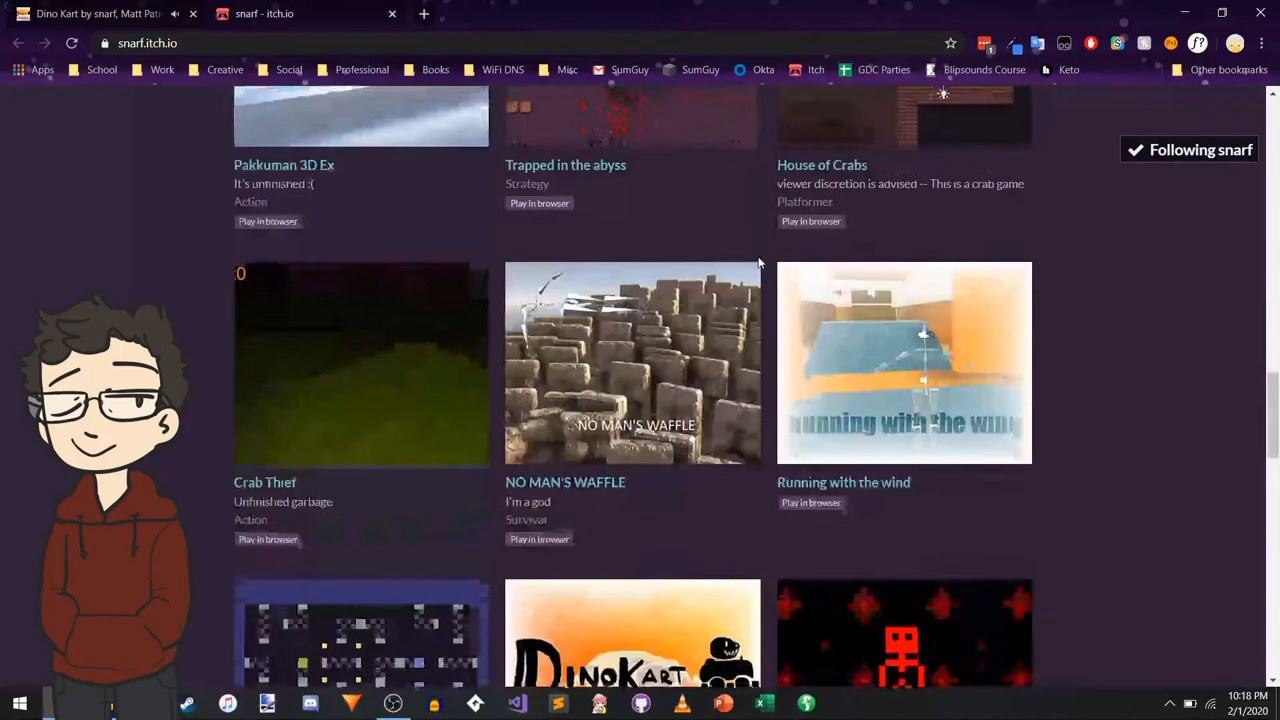 Dino Kart by snarf, Matt Pat
snarf - itch.io
snarf.itch.io
Apps School Work Creative Social Professional Books WiFi DNS Misc SumGuy SumGuy Okta Itch GDC Parties Blipsounds Course Keto Other bookmarks
Following snarf
Pakkuman 3D Ex
It's unfinished :(
Action
Play in browser
Trapped in the abyss
Strategy
Play in browser
House of Crabs
viewer discretion is advised -- This is a crab game
Platformer
Play in browser
:0
NO MAN'S WAFFLE
Running with the wind
Crab Thief
Unfinished garbage
Action
Play in browser
NO MAN'S WAFFLE
I'm a god
Survival
Play in browser
Running with the wind
Play in browser
DINOKART
10:18 PM
2/1/2020